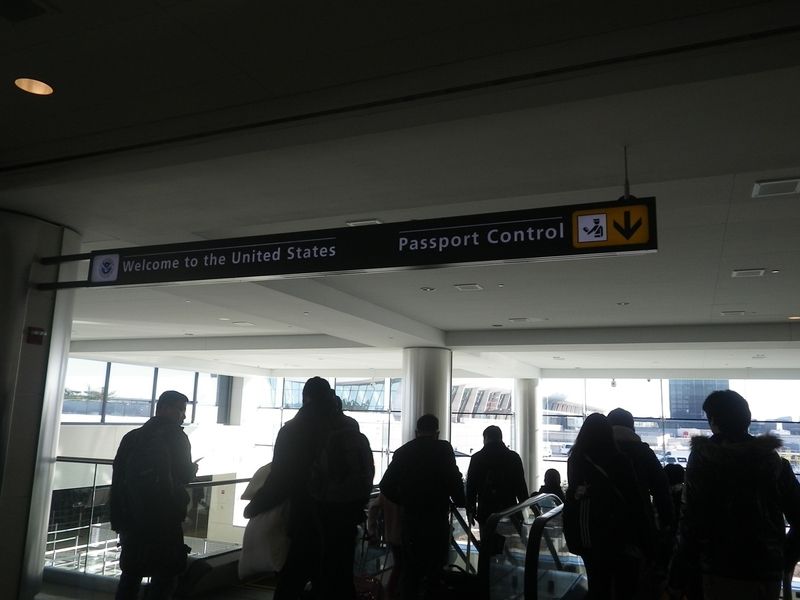 Welcome to the United States
Passport Control